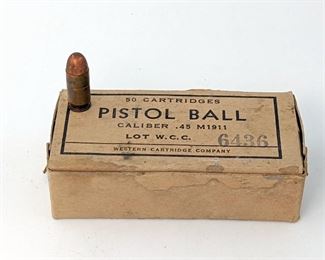 50 CARTRIDGES
PISTOL BALL
CALIBER .45 M1911
LOT W.C.C. 6436
WESTERN CARTRIDGE COMPANY